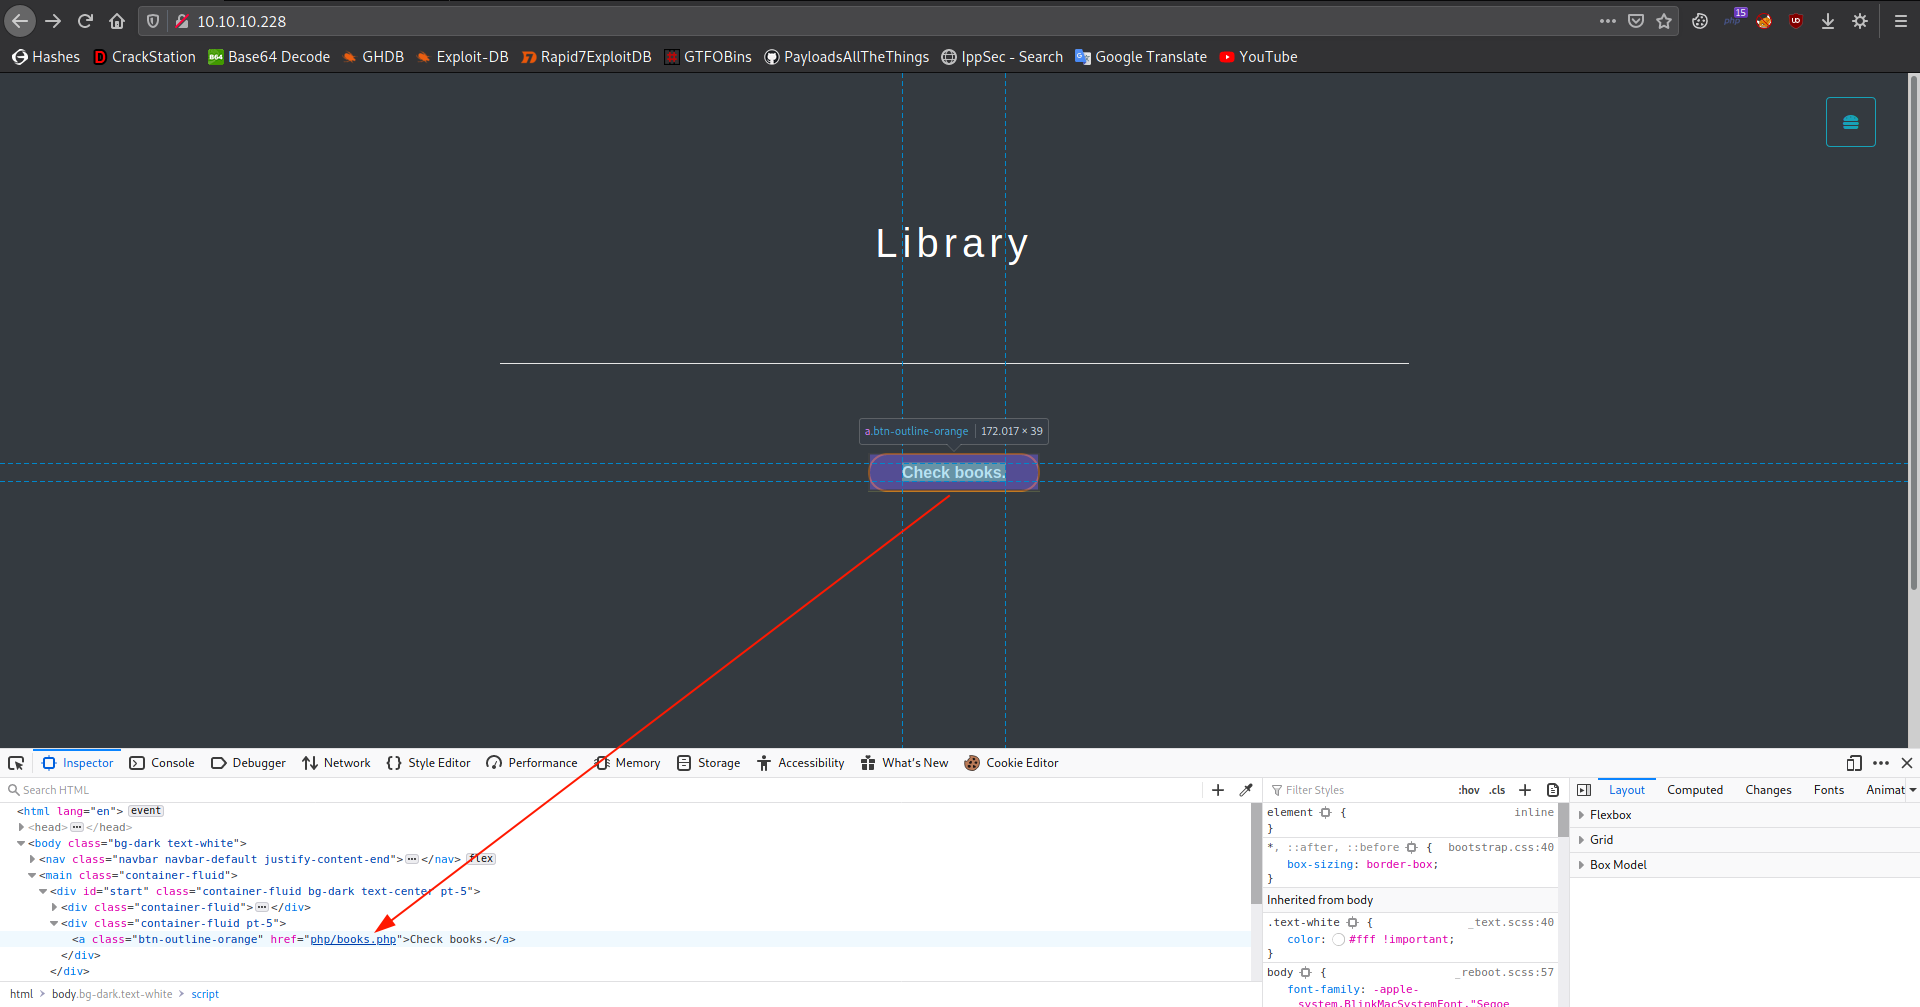 10.10.10.228
php 15
Hashes CrackStation B64 Base64 Decode GHDB Exploit-DB Rapid7ExploitDB GTFOBins PayloadsAllTheThings IppSec - Search Google Translate YouTube
Library
a.btn-outline-orange 172.017 × 39
Check books.
Inspector Console Debugger Network Style Editor Performance Memory Storage Accessibility What's New Cookie Editor
Search HTML
<html lang="en"> event
<head> </head>
<body class="bg-dark text-white">
<nav class="navbar navbar-default justify-content-end"> </nav> flex
<main class="container-fluid">
<div id="start" class="container-fluid bg-dark text-center pt-5">
<div class="container-fluid"> </div>
<div class="container-fluid pt-5">
<a class="btn-outline-orange" href="php/books.php">Check books.</a>
</div>
</div>
html body.bg-dark.text-white script
Filter Styles :hov .cls
element { inline
}
*, ::after, ::before { bootstrap.css:40
box-sizing: border-box;
}
Inherited from body
.text-white { _text.scss:40
color: #fff !important;
}
body { _reboot.scss:57
font-family: -apple-
system,BlinkMacSystemFont,"Segoe
Layout Computed Changes Fonts Animat
Flexbox
Grid
Box Model